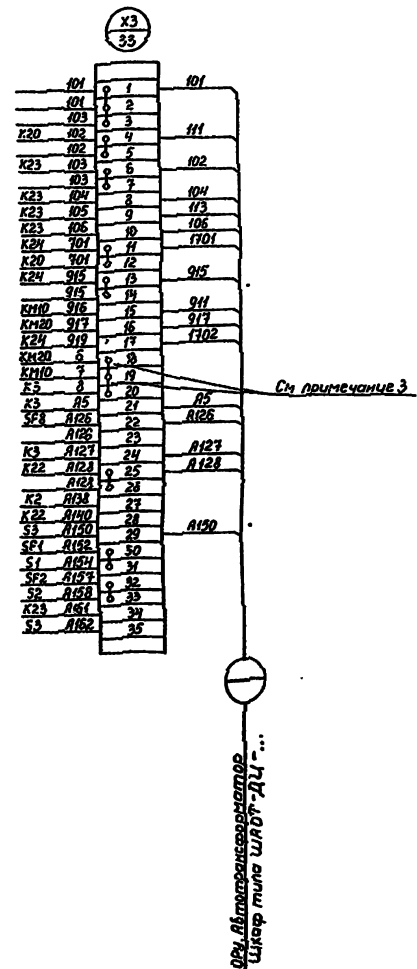 X3
33
101 1 101
101 2
103 3
K20 102 4 111
102 5
K23 103 6 102
103 7
K23 104 8 104
K23 105 9 113
K23 106 10 106
K24 701 11 1701
K20 701 12
K24 915 13 915
915 14
KM10 916 15 911
KM20 917 16 917
K24 919 17 1702
KM20 6 18
KM10 7 19
K3 8 20 См примечание 3
K3 A5 21 A5
SF8 A126 22 A126
A126 23
K3 A127 24 A127
K22 A128 25 A128
A128 26
K2 A138 27
K22 A140 28
S3 A150 29 A150
SF1 A152 30
S1 A154 31
SF2 A157 32
S2 A158 33
K23 A161 34
S3 A162 35
ОРУ. Автотрансформатор
Шкаф типа ШАОТ-ДЦ-...